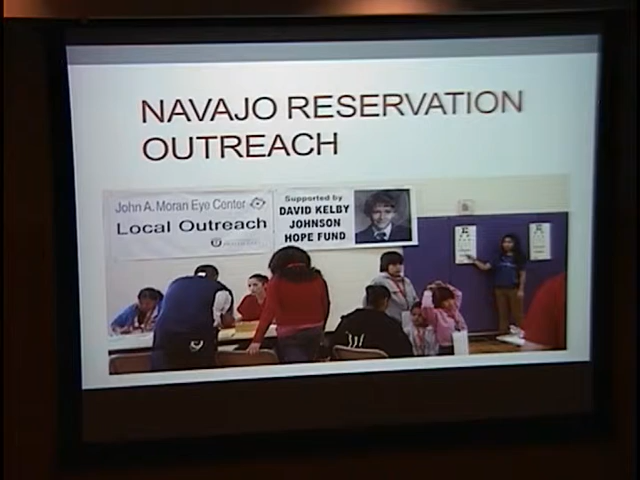 NAVAJO RESERVATION
OUTREACH
John A. Moran Eye Center
Local Outreach
Supported by
DAVID KELBY
JOHNSON
HOPE FUND
E
E